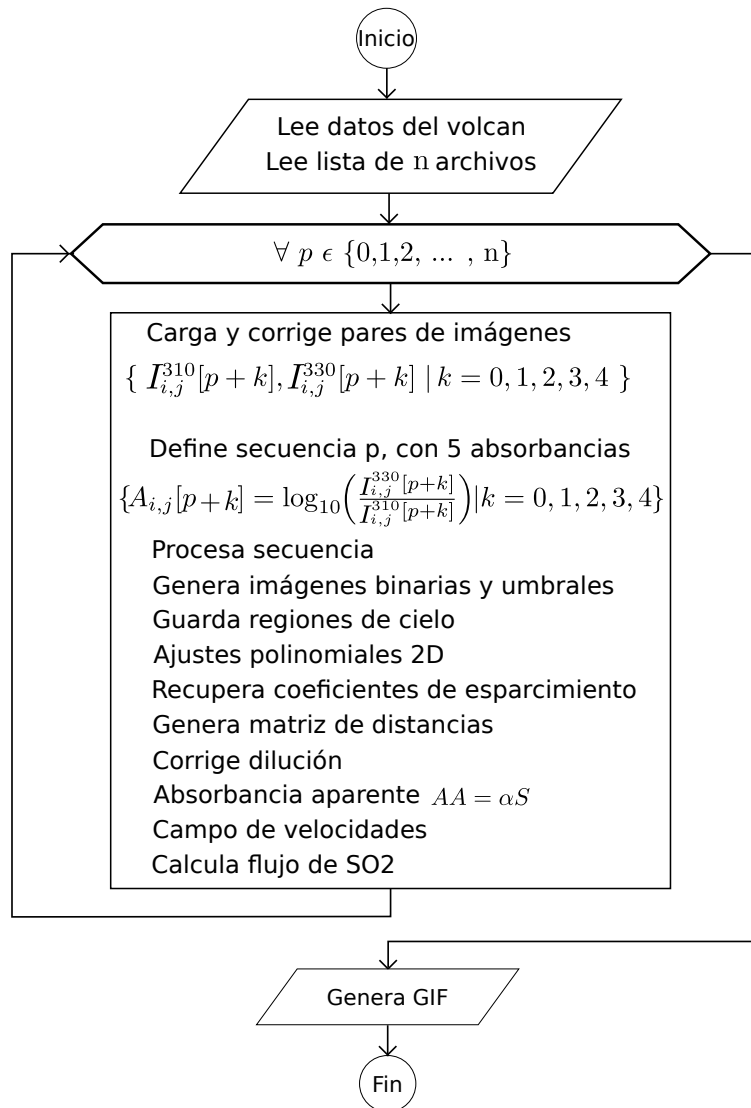 Inicio
Lee datos del volcan
Lee lista de n archivos
∀ p ϵ {0,1,2, ... , n}
Carga y corrige pares de imágenes
{ I_{i,j}^{310}[p + k], I_{i,j}^{330}[p + k] | k = 0, 1, 2, 3, 4 }
Define secuencia p, con 5 absorbancias
{A_{i,j}[p + k] = log_{10}(I_{i,j}^{330}[p+k] / I_{i,j}^{310}[p+k]) | k = 0, 1, 2, 3, 4}
Procesa secuencia
Genera imágenes binarias y umbrales
Guarda regiones de cielo
Ajustes polinomiales 2D
Recupera coeficientes de esparcimiento
Genera matriz de distancias
Corrige dilución
Absorbancia aparente AA = αS
Campo de velocidades
Calcula flujo de SO2
Genera GIF
Fin